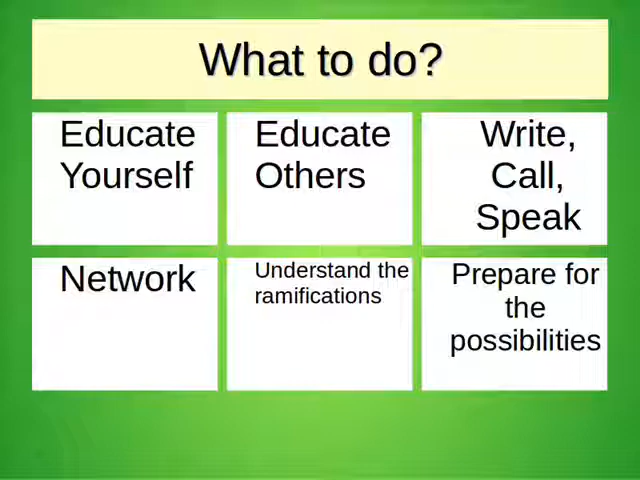 What to do?
Educate
Yourself
Educate
Others
Write,
Call,
Speak
Network
Understand the
ramifications
Prepare for
the
possibilities